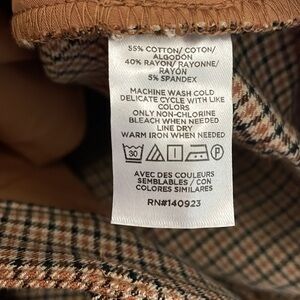 55% COTTON/ COTON/
ALGODÓN
40% RAYON/ RAYONNE/
RAYÓN
5% SPANDEX
MACHINE WASH COLD
DELICATE CYCLE WITH LIKE
COLORS
ONLY NON-CHLORINE
BLEACH WHEN NEEDED
LINE DRY
WARM IRON WHEN NEEDED
30 P
AVEC DES COULEURS
SEMBLABLES / CON
COLORES SIMILARES
RN#140923